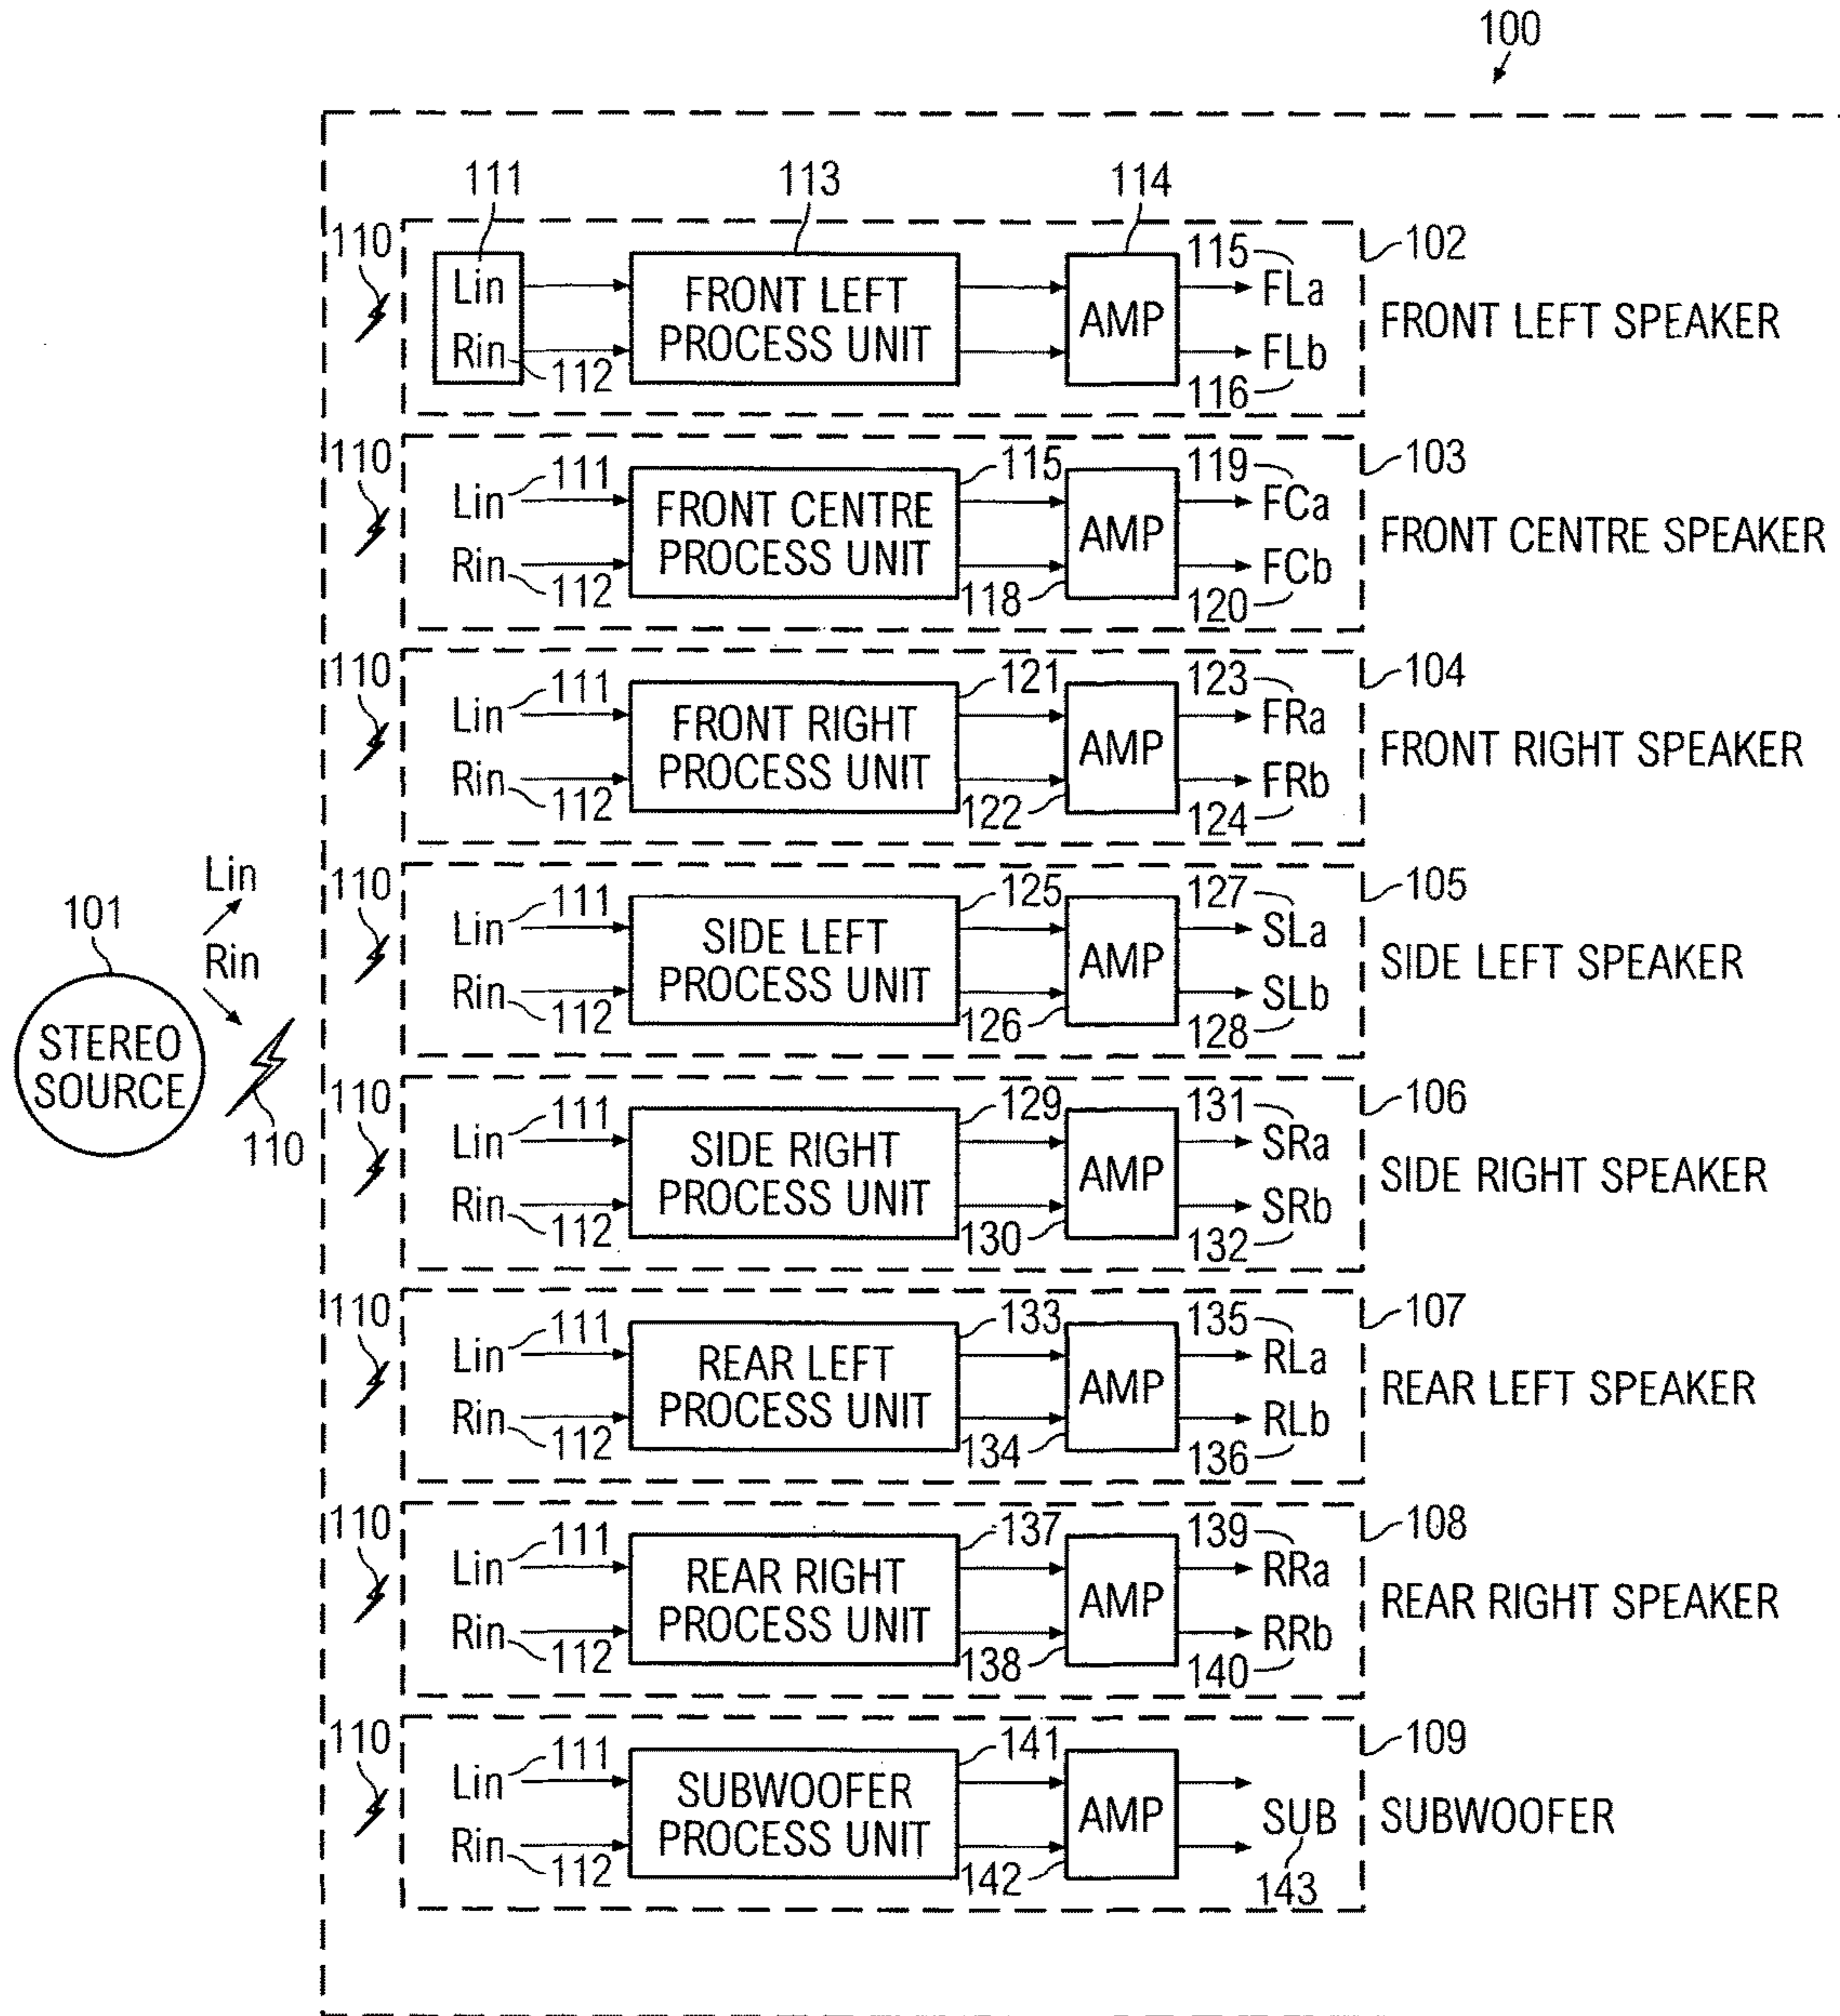 100
111
113
114
110
Lin
Rin
112
FRONT LEFT
PROCESS UNIT
AMP
115
FLa
FLb
116
102
FRONT LEFT SPEAKER
110
Lin
111
Rin
112
FRONT CENTRE
PROCESS UNIT
115
118
AMP
119
FCa
FCb
120
103
FRONT CENTRE SPEAKER
110
Lin
111
Rin
112
FRONT RIGHT
PROCESS UNIT
121
122
AMP
123
FRa
FRb
124
104
FRONT RIGHT SPEAKER
Lin
Rin
101
STEREO
SOURCE
110
110
Lin
111
Rin
112
SIDE LEFT
PROCESS UNIT
125
126
AMP
127
SLa
SLb
128
105
SIDE LEFT SPEAKER
110
Lin
111
Rin
112
SIDE RIGHT
PROCESS UNIT
129
130
AMP
131
SRa
SRb
132
106
SIDE RIGHT SPEAKER
110
Lin
111
Rin
112
REAR LEFT
PROCESS UNIT
133
134
AMP
135
RLa
RLb
136
107
REAR LEFT SPEAKER
110
Lin
111
Rin
112
REAR RIGHT
PROCESS UNIT
137
138
AMP
139
RRa
RRb
140
108
REAR RIGHT SPEAKER
110
Lin
111
Rin
112
SUBWOOFER
PROCESS UNIT
141
142
AMP
SUB
143
109
SUBWOOFER